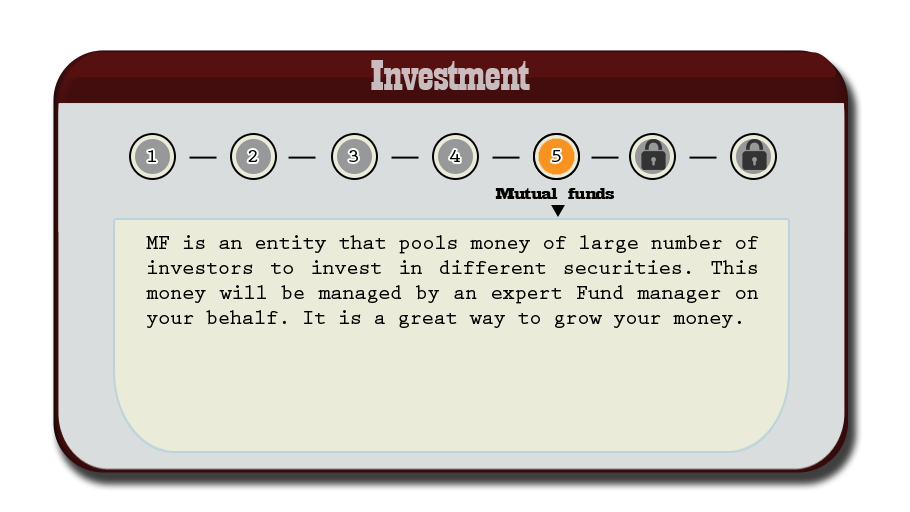 Investment
1 2 3 4 5
Mutual funds
MF is an entity that pools money of large number of
investors to invest in different securities. This
money will be managed by an expert Fund manager on
your behalf. It is a great way to grow your money.